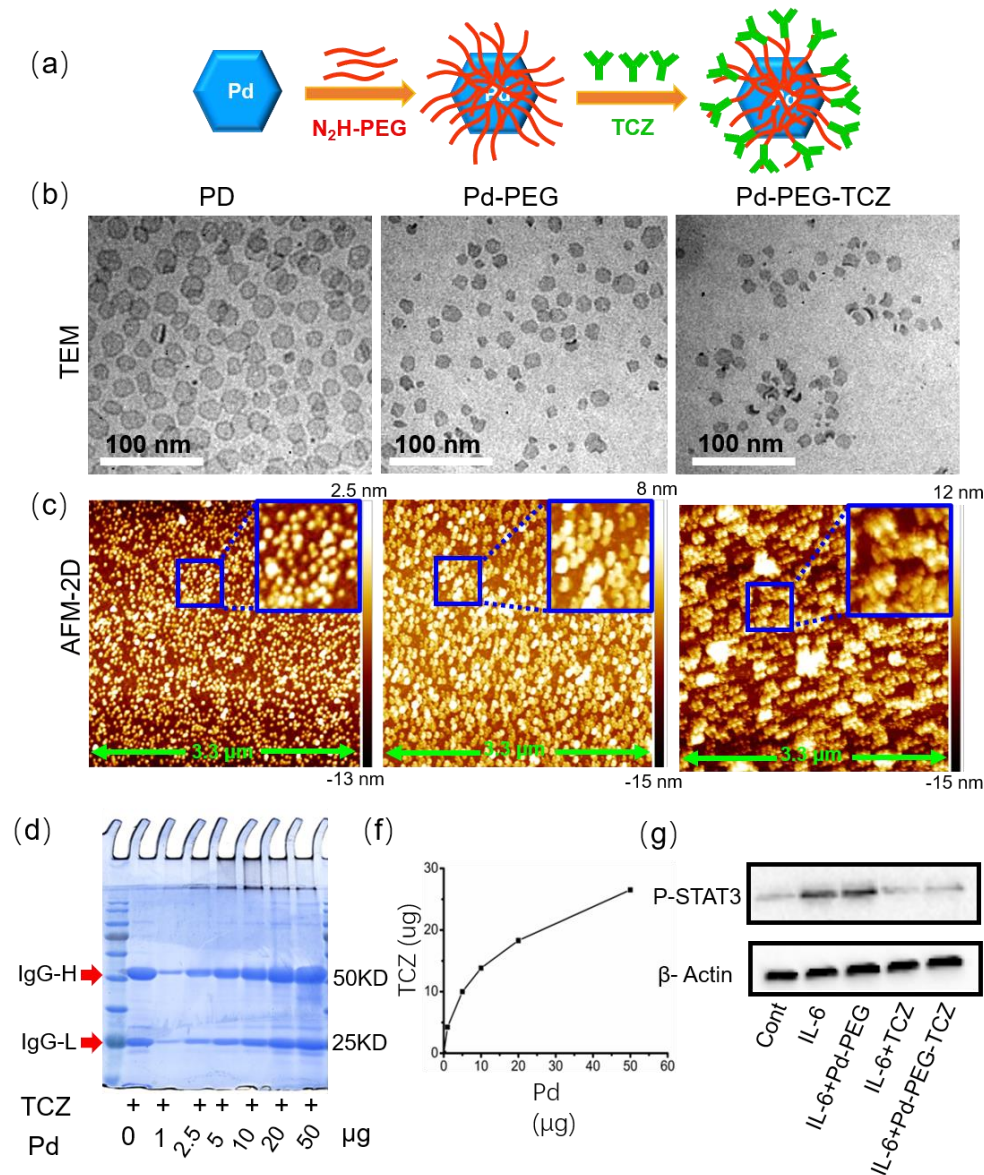 (a)
Pd
N₂H-PEG
Pd
TCZ
Pd
(b)
PD
Pd-PEG
Pd-PEG-TCZ
TEM
100 nm
100 nm
100 nm
(c)
2.5 nm
8 nm
12 nm
AFM-2D
3.3 μm
3.3 μm
3.3 μm
-13 nm
-15 nm
-15 nm
(d)
IgG-H
50KD
IgG-L
25KD
TCZ + + + + + + +
Pd 0 1 2.5 5 10 20 50 μg
(f)
TCZ (ug)
30
20
10
0
0 10 20 30 40 50 60
Pd
(μg)
(g)
P-STAT3
β- Actin
Cont
IL-6
IL-6+Pd-PEG
IL-6+TCZ
IL-6+Pd-PEG-TCZ